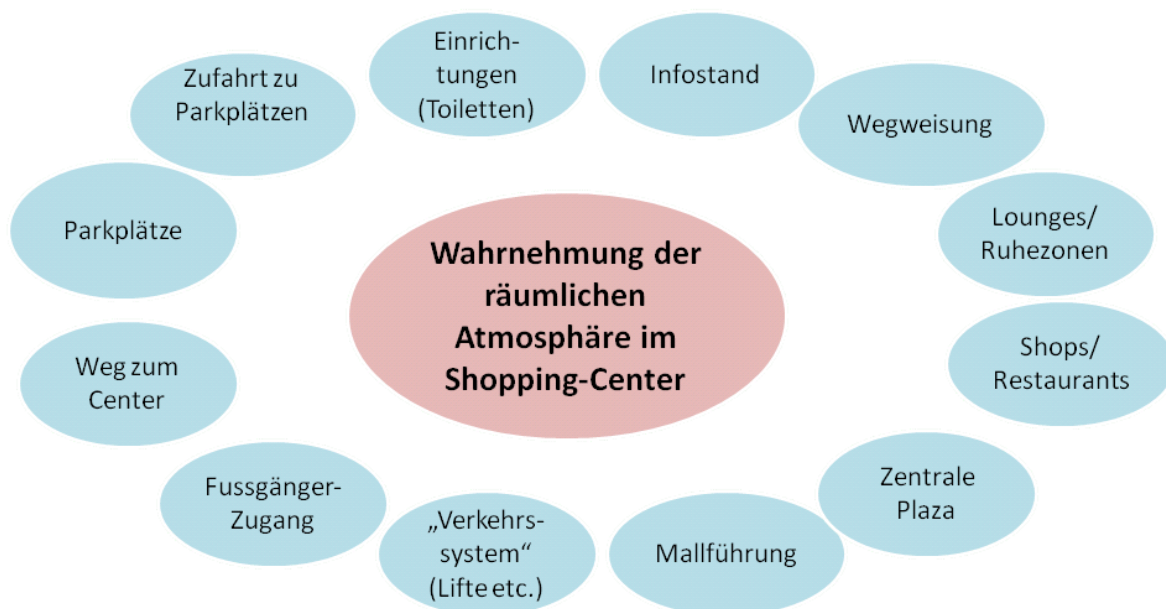 Einrich-
tungen
(Toiletten)
Infostand
Zufahrt zu
Parkplätzen
Wegweisung
Parkplätze
Lounges/
Ruhezonen
Wahrnehmung der
räumlichen
Atmosphäre im
Shopping-Center
Weg zum
Center
Shops/
Restaurants
Fussgänger-
Zugang
Zentrale
Plaza
„Verkehrs-
system“
(Lifte etc.)
Mallführung